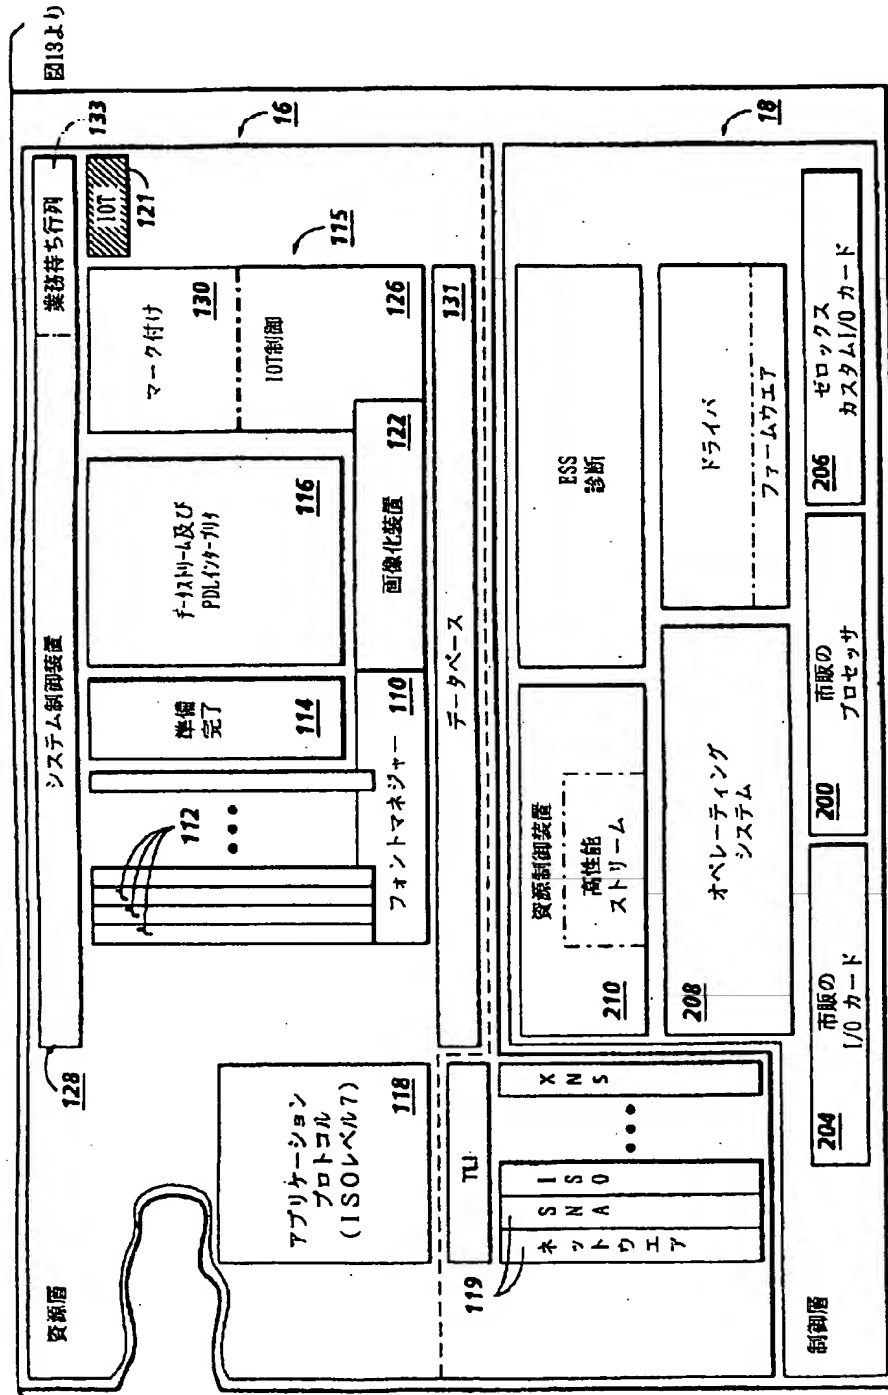 図13より
資源層
128
システム制御装置
業務待ち行列
133
IOT
121
16
アプリケーション
プロトコル
(ISOレベル7)
118
112
準備
完了
114
データストリーム及び
PDLインタープリタ
116
マーク付け
130
IOT制御
126
115
フォントマネジャー
110
画像化装置
122
データベース
131
TLI
119
ネットウエア
SNA
ISO
XNS
資源制御装置
高性能
ストリーム
210
ESS
診断
18
オペレーティング
システム
208
ドライバ
ファームウエア
制御層
204
市販の
I/Oカード
200
市販の
プロセッサ
206
ゼロックス
カスタムI/Oカード